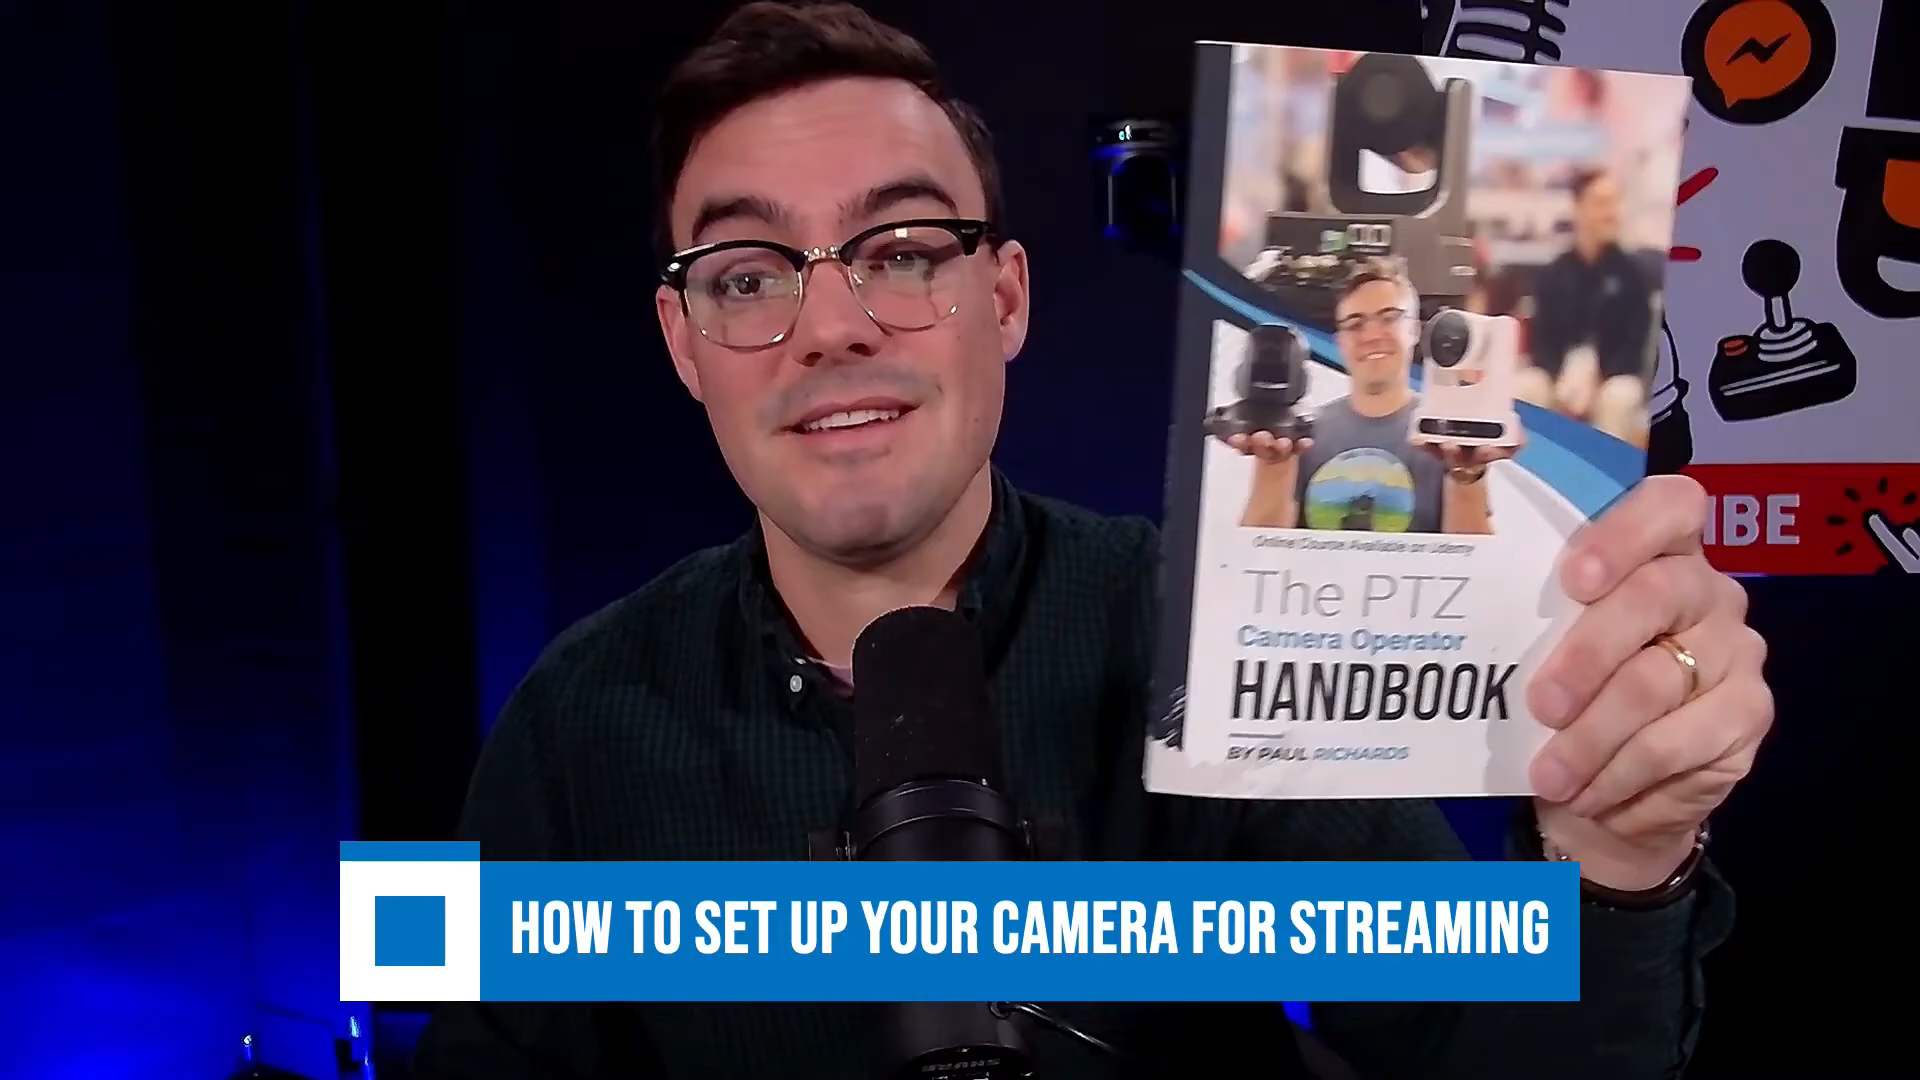 Online Course Available on Udemy
The PTZ
Camera Operator
HANDBOOK
BY PAUL RICHARDS
IBE
HOW TO SET UP YOUR CAMERA FOR STREAMING
SHURE